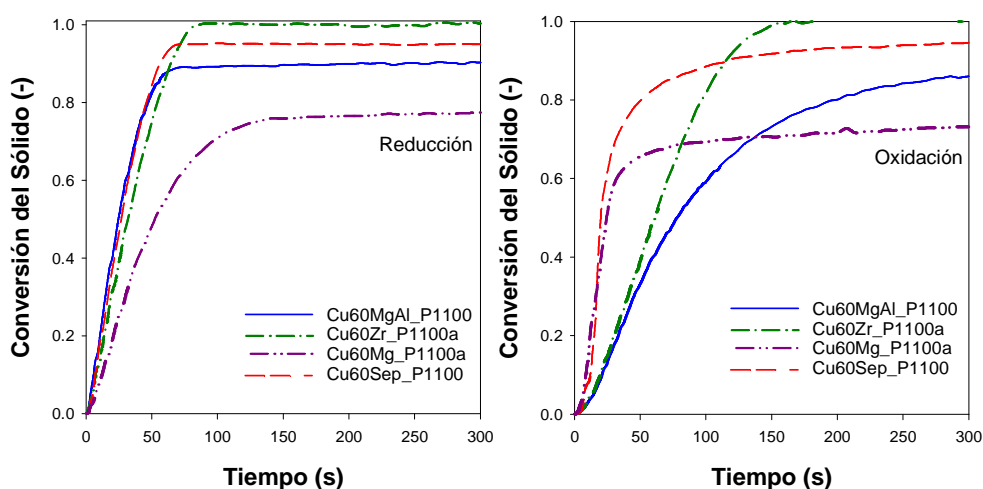 Conversión del Sólido (-)
1.0
0.8
0.6
0.4
0.2
0.0
Reducción
Cu60MgAl_P1100
Cu60Zr_P1100a
Cu60Mg_P1100a
Cu60Sep_P1100
0 50 100 150 200 250 300
Tiempo (s)
Conversión del Sólido (-)
1.0
0.8
0.6
0.4
0.2
0.0
Oxidación
Cu60MgAl_P1100
Cu60Zr_P1100a
Cu60Mg_P1100a
Cu60Sep_P1100
0 50 100 150 200 250 300
Tiempo (s)